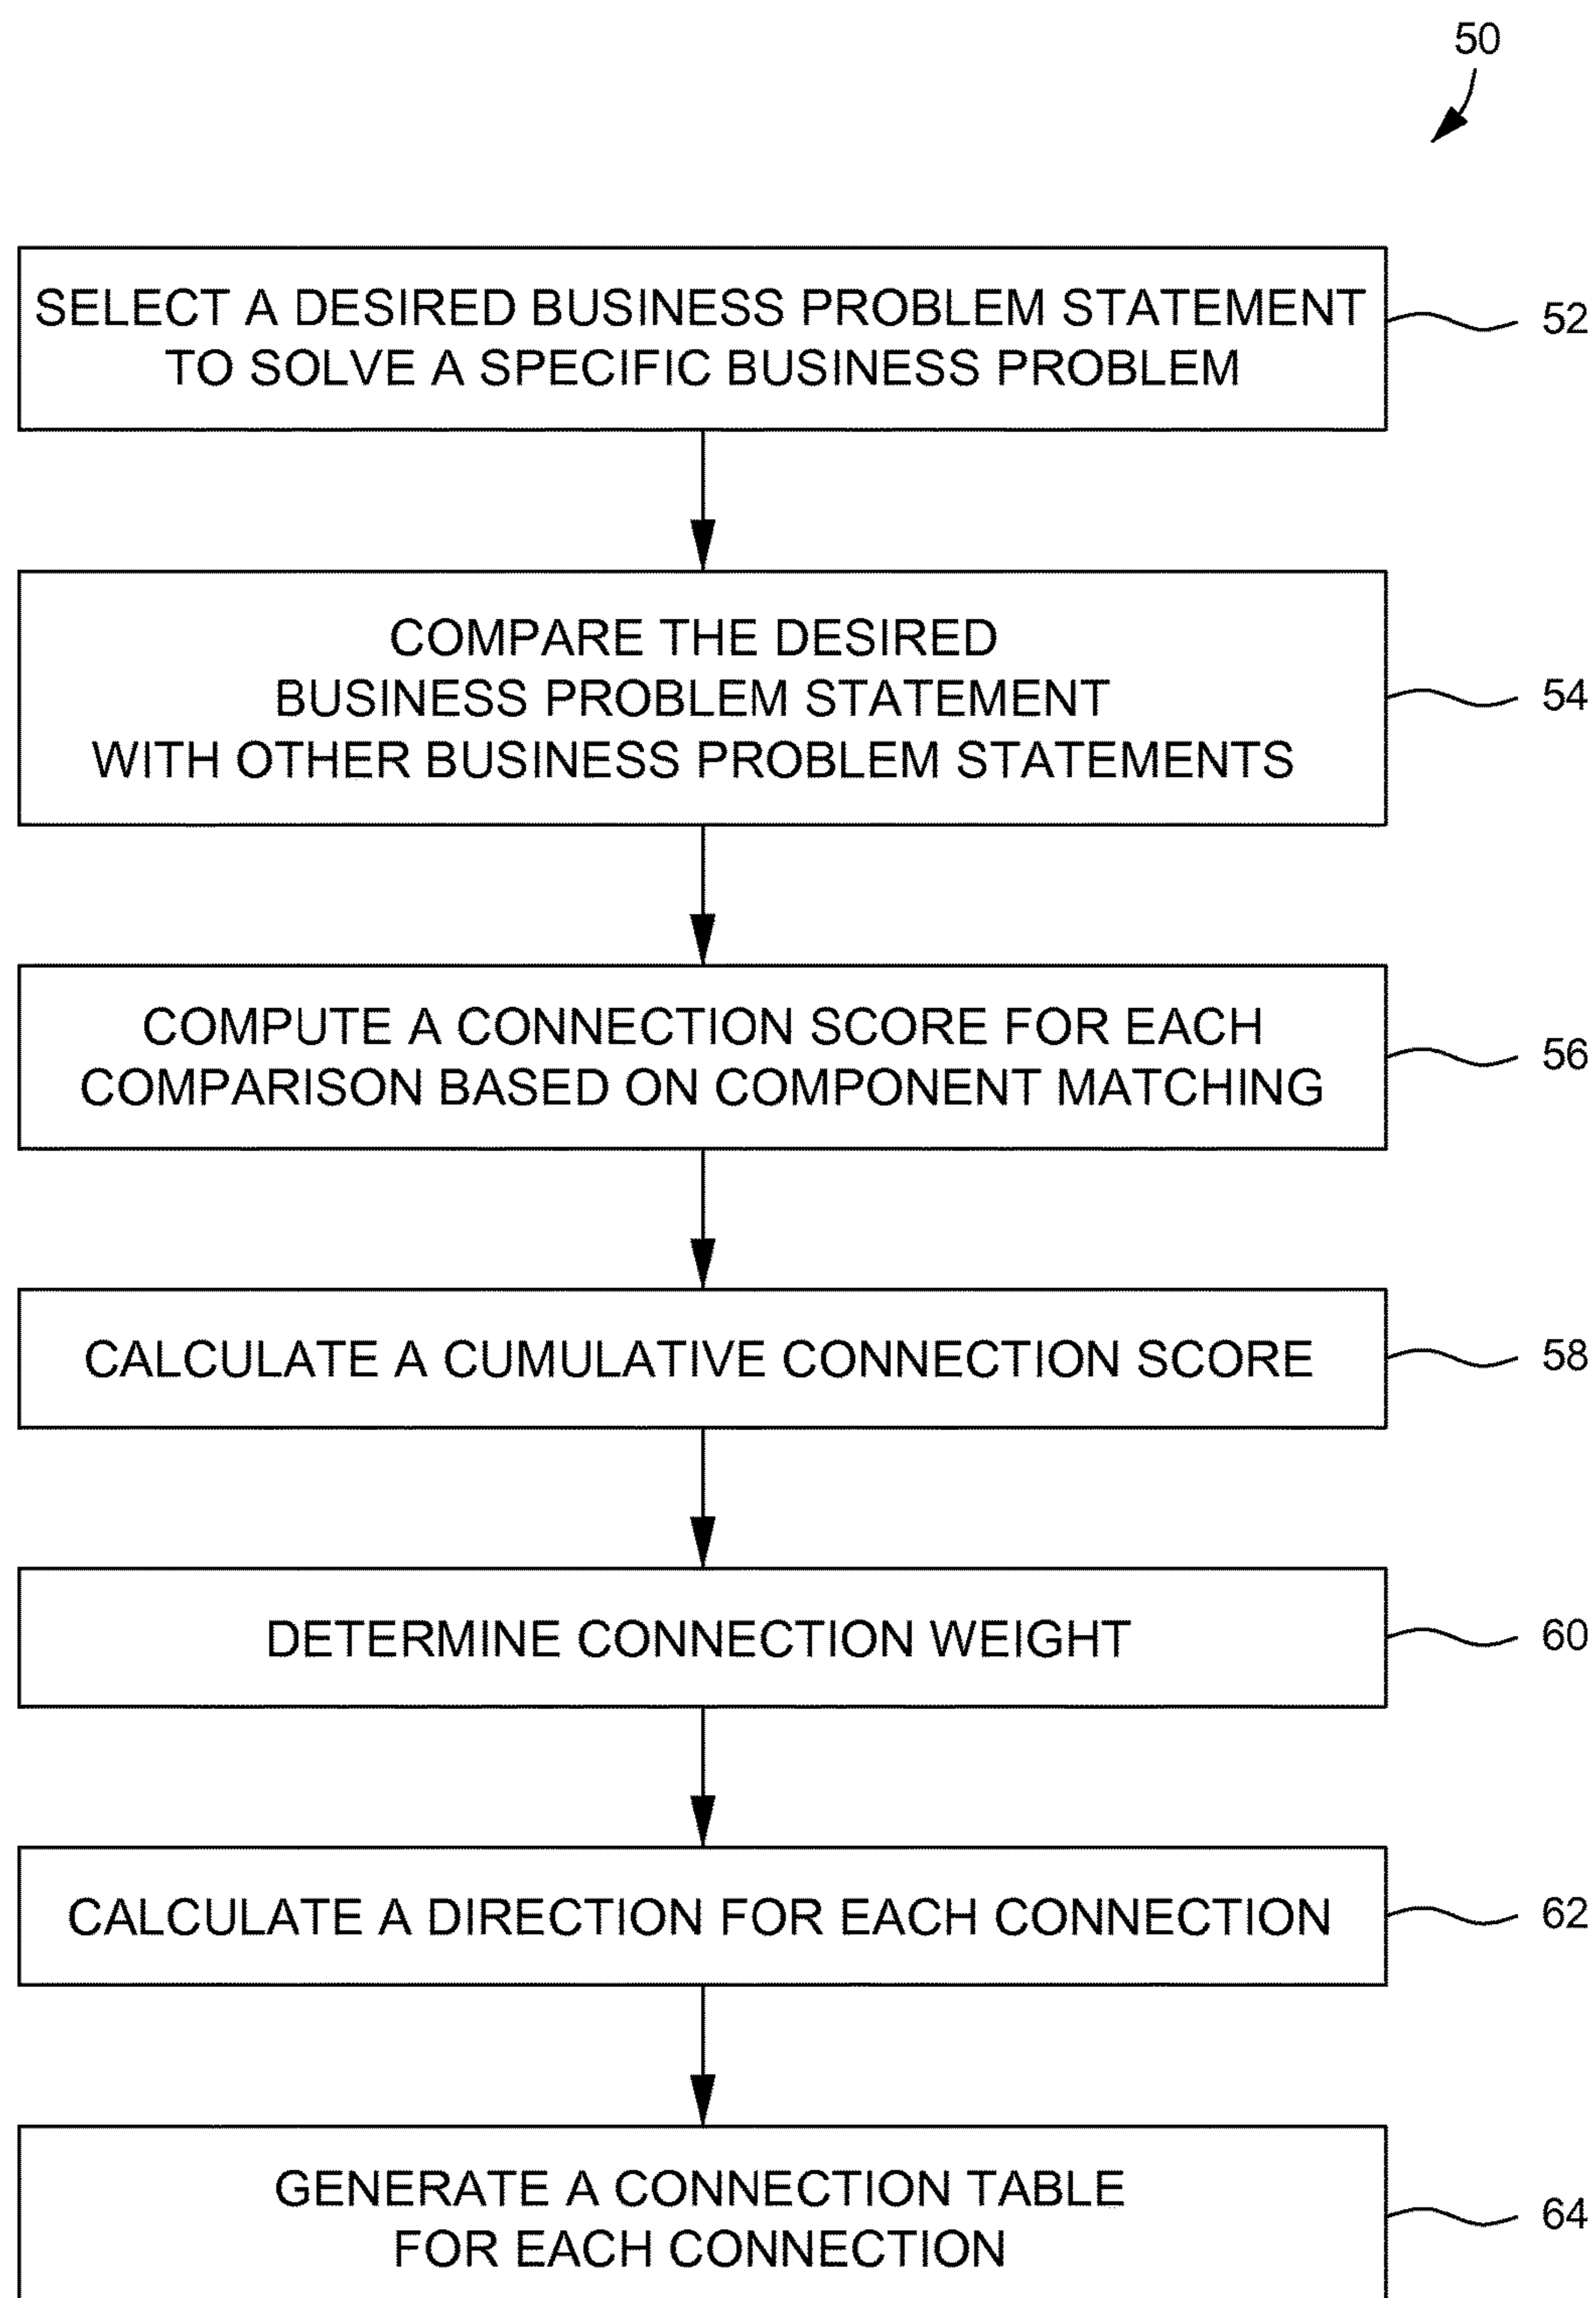 50
SELECT A DESIRED BUSINESS PROBLEM STATEMENT
TO SOLVE A SPECIFIC BUSINESS PROBLEM
52
COMPARE THE DESIRED
BUSINESS PROBLEM STATEMENT
WITH OTHER BUSINESS PROBLEM STATEMENTS
54
COMPUTE A CONNECTION SCORE FOR EACH
COMPARISON BASED ON COMPONENT MATCHING
56
CALCULATE A CUMULATIVE CONNECTION SCORE
58
DETERMINE CONNECTION WEIGHT
60
CALCULATE A DIRECTION FOR EACH CONNECTION
62
GENERATE A CONNECTION TABLE
FOR EACH CONNECTION
64